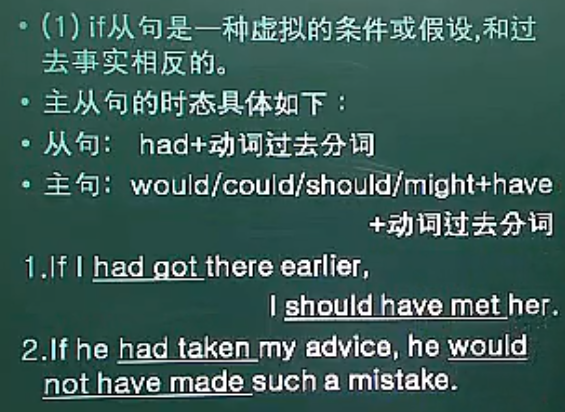 • (1) if从句是一种虚拟的条件或假设,和过
去事实相反的。
• 主从句的时态具体如下：
• 从句： had+动词过去分词
• 主句：would/could/should/might+have
+动词过去分词
1.If I had got there earlier,
I should have met her.
2.If he had taken my advice, he would
not have made such a mistake.